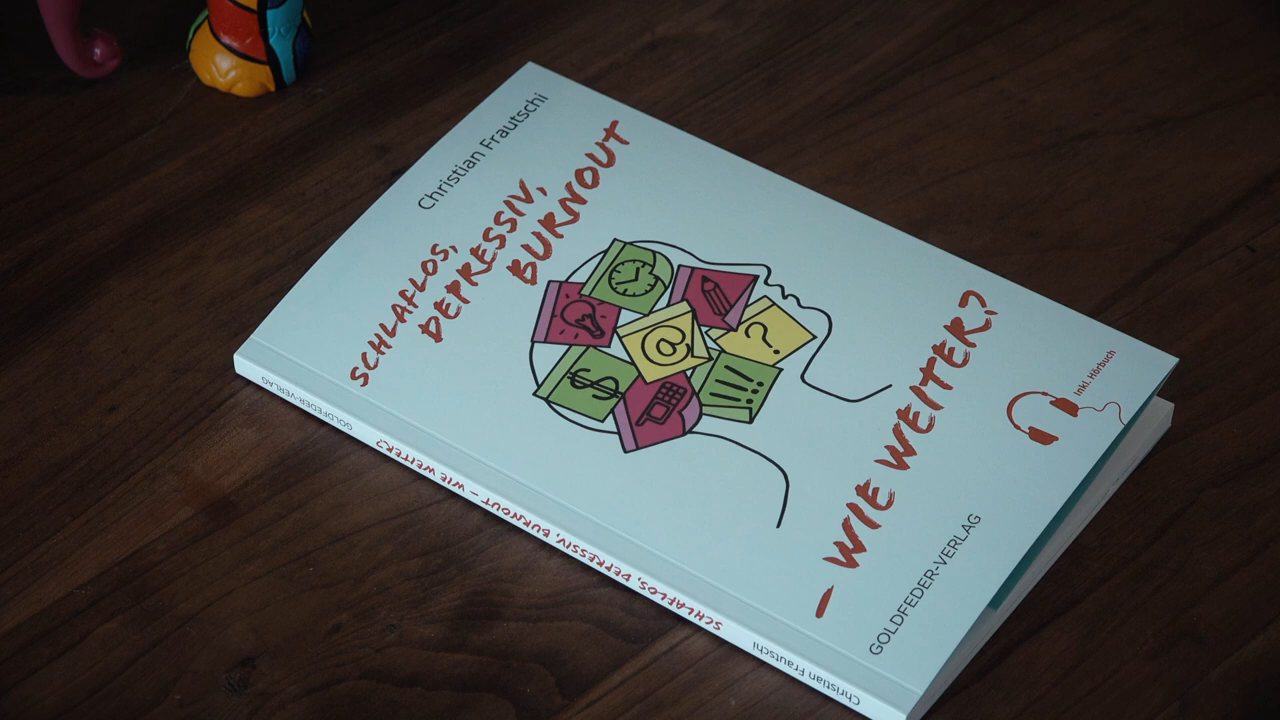 Christian Frautschi
SCHLAFLOS,
DEPRESSIV,
BURNOUT
@
?
$
!!!
– WIE WEITER?
Inkl. Hörbuch
GOLDFEDER-VERLAG
Christian Frautschi
SCHLAFLOS, DEPRESSIV, BURNOUT – WIE WEITER?
GOLDFEDER-VERLAG